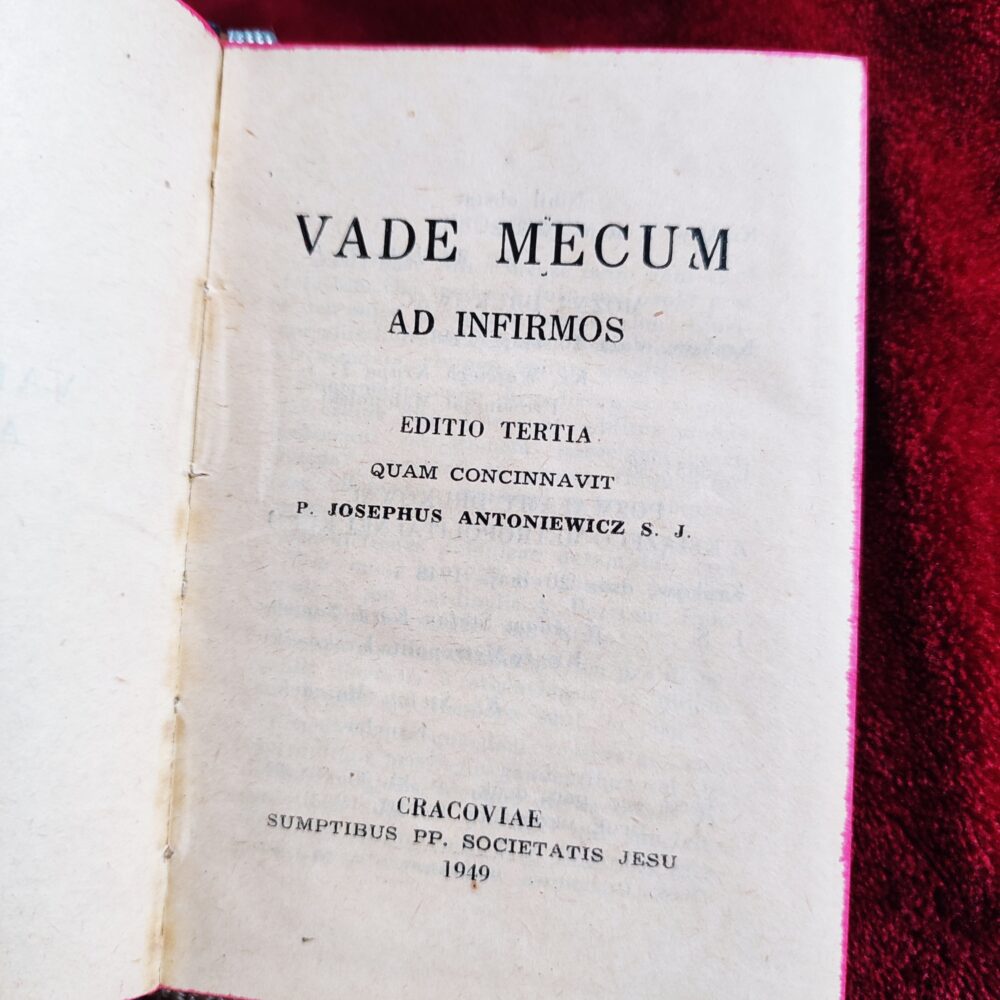 VADE MECUM
AD INFIRMOS
EDITIO TERTIA
QUAM CONCINNAVIT
P. JOSEPHUS ANTONIEWICZ S. J.
CRACOVIAE
SUMPTIBUS PP. SOCIETATIS JESU
1949